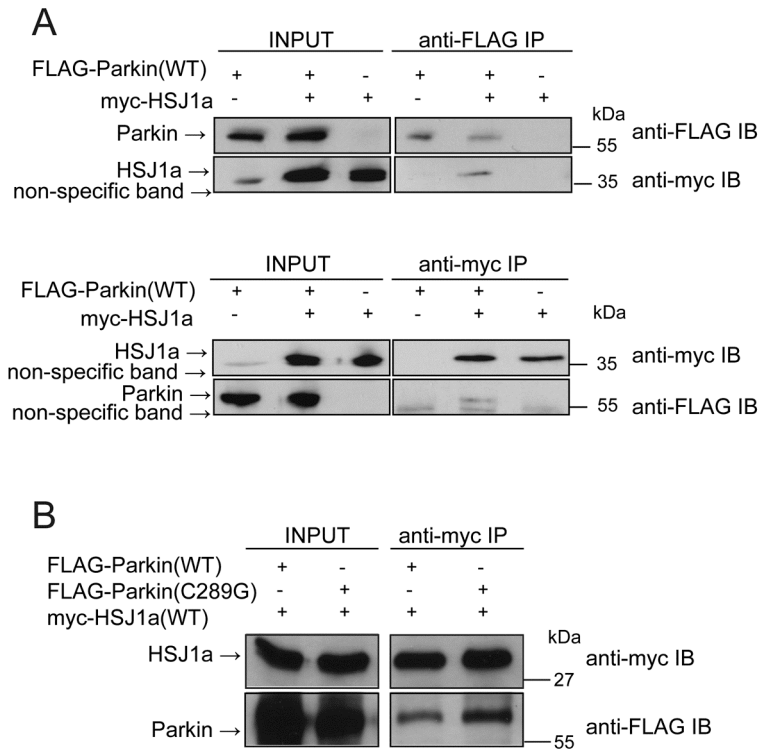 A
INPUT anti-FLAG IP
FLAG-Parkin(WT) + + - + + -
myc-HSJ1a - + + - + +
kDa
Parkin → 55 anti-FLAG IB
HSJ1a → 35 anti-myc IB
non-specific band →
INPUT anti-myc IP
FLAG-Parkin(WT) + + - + + -
myc-HSJ1a - + + - + + kDa
HSJ1a → 35 anti-myc IB
non-specific band →
Parkin → 55 anti-FLAG IB
non-specific band →
B
INPUT anti-myc IP
FLAG-Parkin(WT) + - + -
FLAG-Parkin(C289G) - + - +
myc-HSJ1a(WT) + + + +
kDa
HSJ1a → anti-myc IB
27
Parkin → anti-FLAG IB
55